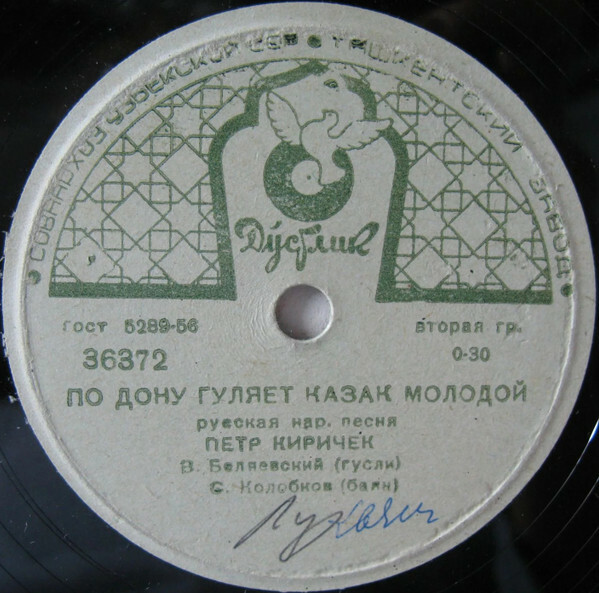 СОВНАРХОЗ УЗБЕКСКОЙ ССР • ТАШКЕНТСКИЙ ЗАВОД •
Дўстлик
гост 5289-56
вторая гр.
36372
0-30
ПО ДОНУ ГУЛЯЕТ КАЗАК МОЛОДОЙ
русская нар. песня
ПЕТР КИРИЧЕК
В. Беляевский (гусли)
С. Колобков (баян)